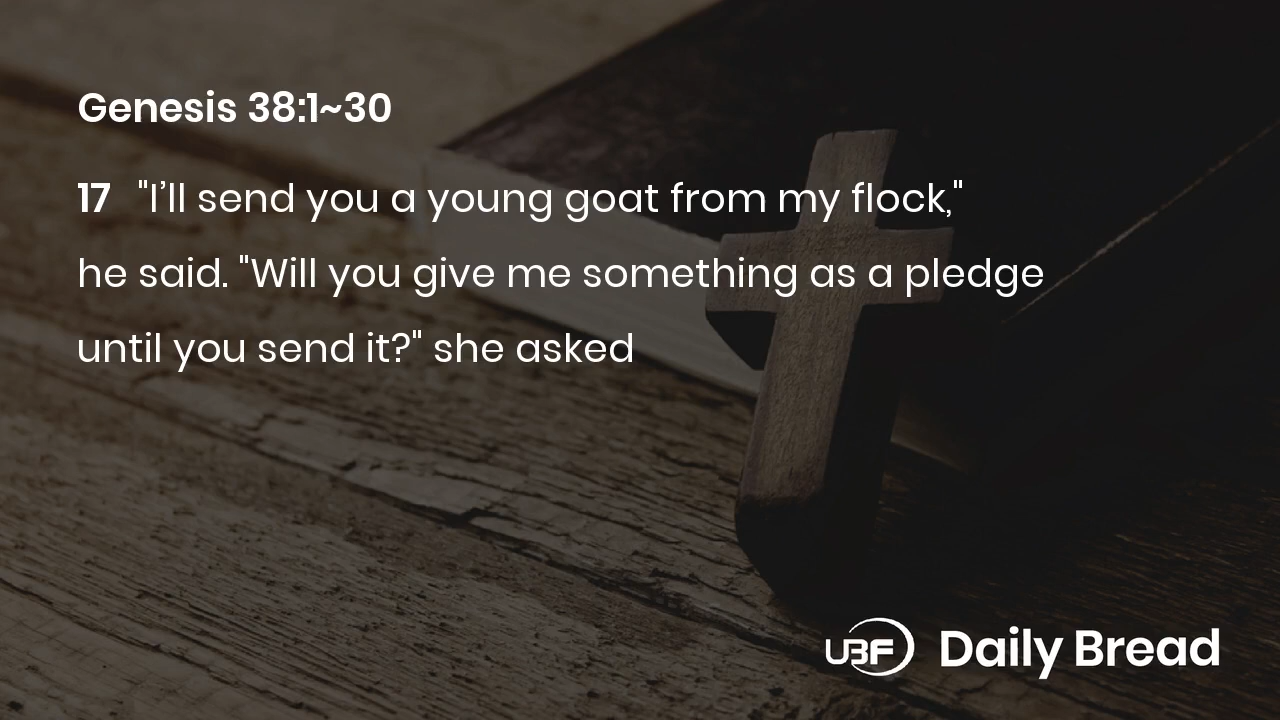 Genesis 38:1~30
17 "I’ll send you a young goat from my flock,"
he said. "Will you give me something as a pledge
until you send it?" she asked
UBF Daily Bread